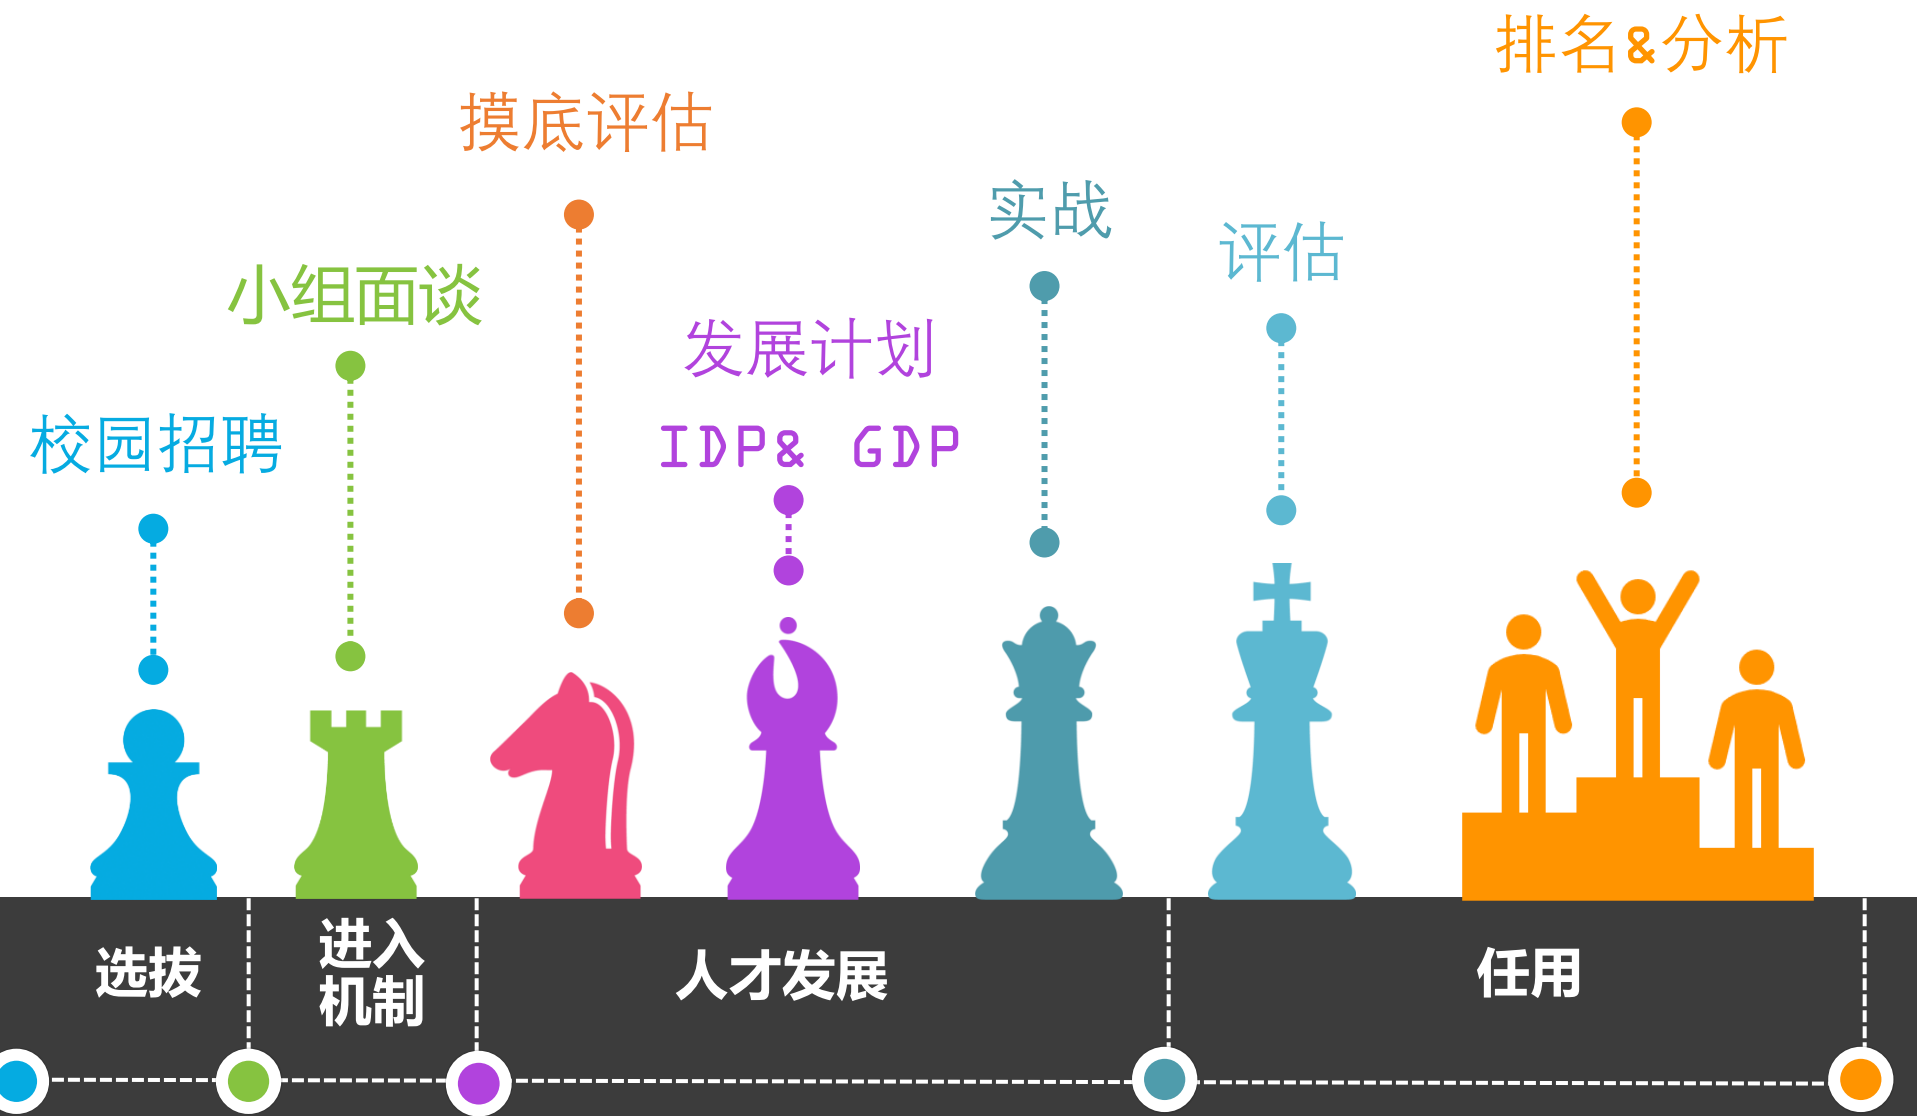 排名&分析
摸底评估
实战
评估
小组面谈
发展计划
IDP& GDP
校园招聘
选拔
进入
机制
人才发展
任用